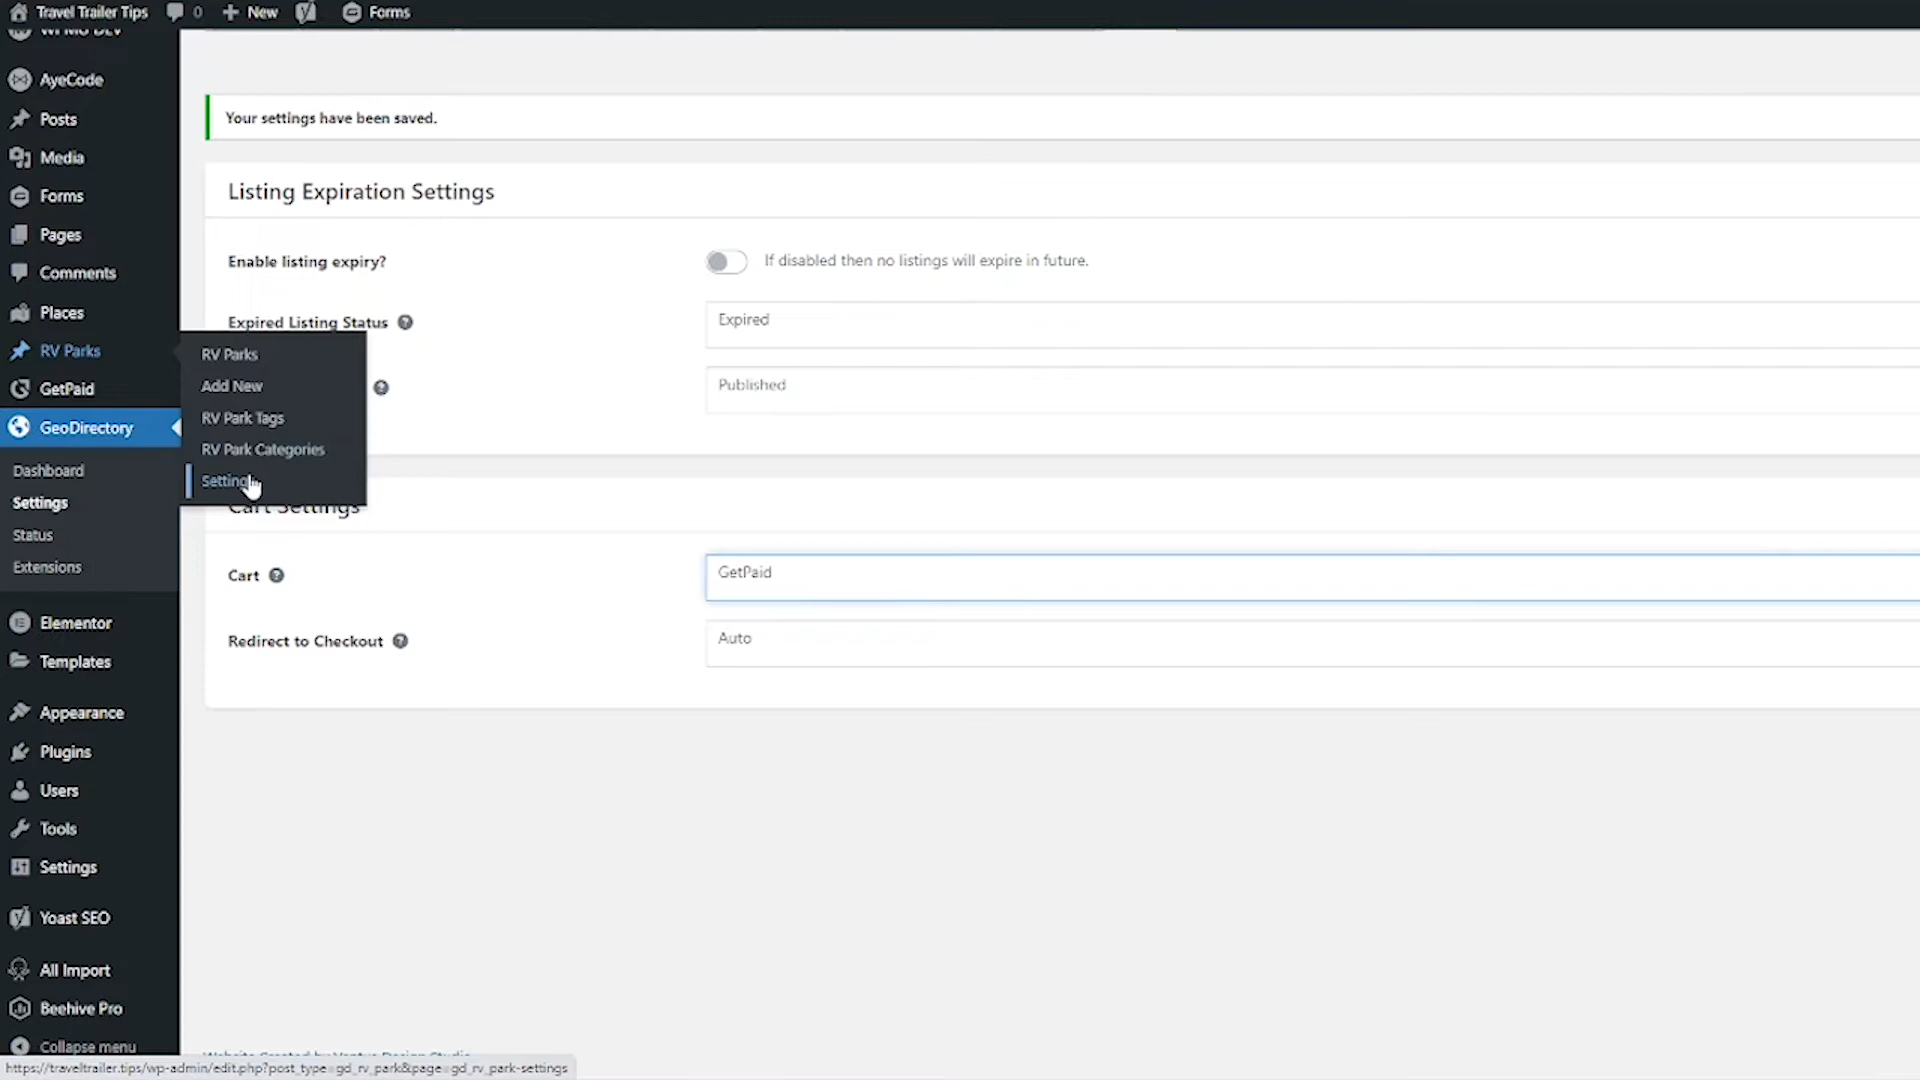 Travel Trailer Tips 0 New Forms
WPMU DEV
AyeCode
Posts
Media
Forms
Pages
Comments
Places
RV Parks
GetPaid
GeoDirectory
Dashboard
Settings
Status
Extensions
Elementor
Templates
Appearance
Plugins
Users
Tools
Settings
Yoast SEO
All Import
Beehive Pro
Collapse menu
RV Parks
Add New
RV Park Tags
RV Park Categories
Settings
Your settings have been saved.
Listing Expiration Settings
Enable listing expiry? If disabled then no listings will expire in future.
Expired Listing Status Expired
Published
Cart Settings
Cart GetPaid
Redirect to Checkout Auto
Website Created by Ventus Design Studio
https://traveltrailer.tips/wp-admin/edit.php?post_type=gd_rv_park&page=gd_rv_park-settings